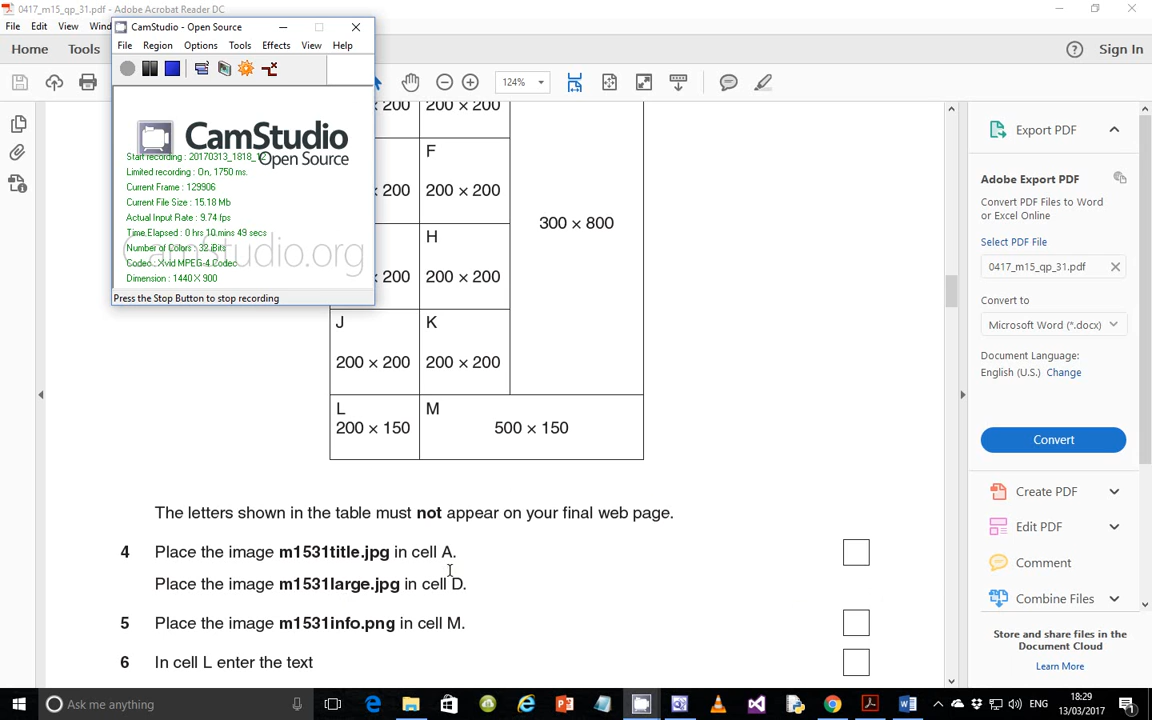 0417_m15_qp_31.pdf - Adobe Acrobat Reader DC
File Edit View Wind
CamStudio - Open Source
File Region Options Tools Effects View Help
Home Tools
Sign In
124%
CamStudio
Open Source
Start recording : 20170313_1818_12
Limited recording : On, 1750 ms.
Current Frame : 129906
Current File Size : 15.18 Mb
Actual Input Rate : 9.74 fps
Time Elapsed : 0 hrs 10 mins 49 secs
Number of Colors : 32 Bits
Codec : Xvid MPEG-4 Codec
Dimension : 1440 X 900
CamStudio.org
Press the Stop Button to stop recording
× 200 200 × 200
F
× 200 200 × 200
300 × 800
H
× 200 200 × 200
J K
200 × 200 200 × 200
L M
200 × 150 500 × 150
The letters shown in the table must not appear on your final web page.
4 Place the image m1531title.jpg in cell A.
Place the image m1531large.jpg in cell D.
5 Place the image m1531info.png in cell M.
6 In cell L enter the text
Export PDF
Adobe Export PDF
Convert PDF Files to Word
or Excel Online
Select PDF File
0417_m15_qp_31.pdf
Convert to
Microsoft Word (*.docx)
Document Language:
English (U.S.) Change
Convert
Create PDF
Edit PDF
Comment
Combine Files
Store and share files in the
Document Cloud
Learn More
Ask me anything
ENG
18:29
13/03/2017
1